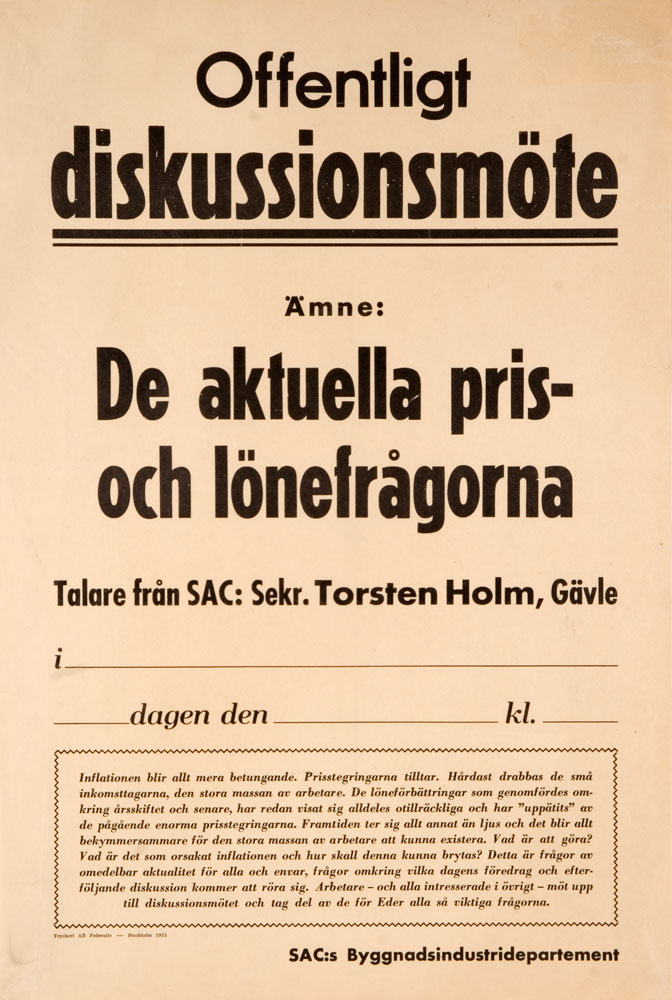 Offentligt
diskussionsmöte
Ämne:
De aktuella pris-
och lönefrågorna
Talare från SAC: Sekr. Torsten Holm, Gävle
i
dagen den kl.
Inflationen blir allt mera betungande. Prisstegringarna tilltar. Hårdast drabbas de små
inkomsttagarna, den stora massan av arbetare. De löneförbättringar som genomfördes om-
kring årsskiftet och senare, har redan visat sig alldeles otillräckliga och har ”uppätits” av
de pågående enorma prisstegringarna. Framtiden ter sig allt annat än ljus och det blir allt
bekymmersammare för den stora massan av arbetare att kunna existera. Vad är att göra?
Vad är det som orsakat inflationen och hur skall denna kunna brytas? Detta är frågor av
omedelbar aktualitet för alla och envar, frågor omkring vilka dagens föredrag och efter-
följande diskussion kommer att röra sig. Arbetare – och alla intresserade i övrigt – möt upp
till diskussionsmötet och tag del av de för Eder alla så viktiga frågorna.
Tryckeri AB Federativ — Stockholm 1951
SAC:s Byggnadsindustridepartement